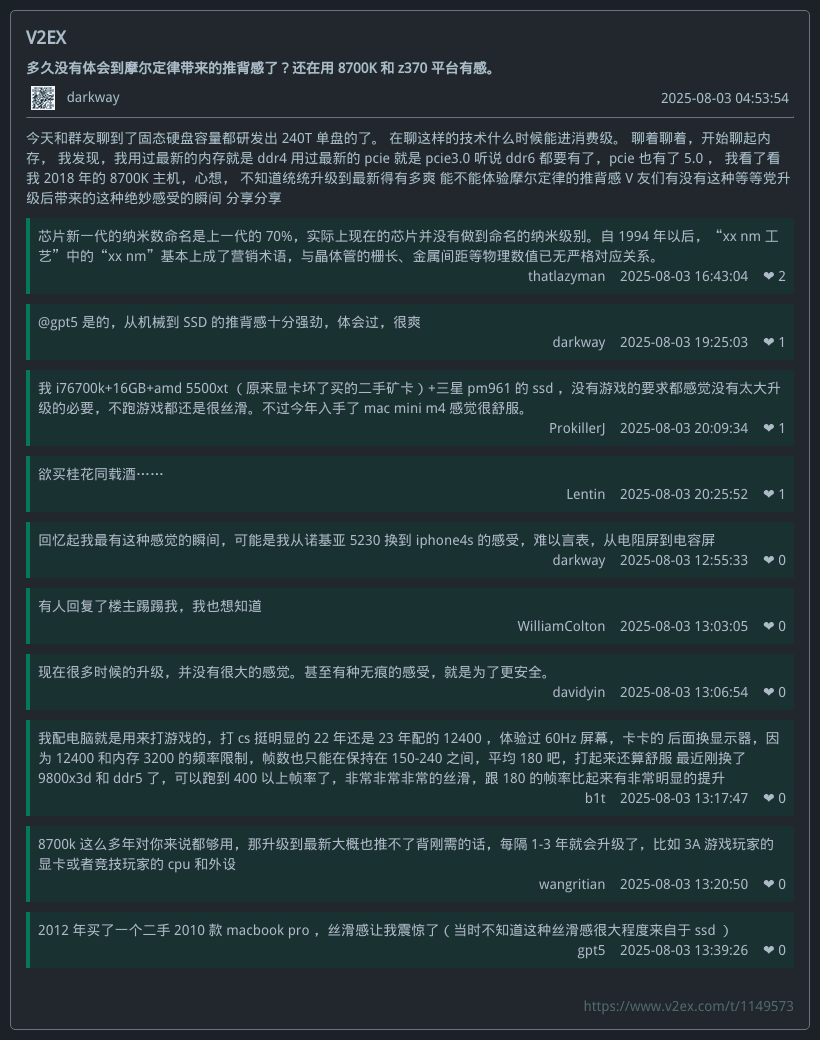 V2EX
多久没有体会到摩尔定律带来的推背感了？还在用 8700K 和 z370 平台有感。
darkway 2025-08-03 04:53:54
今天和群友聊到了固态硬盘容量都研发出 240T 单盘的了。 在聊这样的技术什么时候能进消费级。 聊着聊着，开始聊起内
存， 我发现，我用过最新的内存就是 ddr4 用过最新的 pcie 就是 pcie3.0 听说 ddr6 都要有了，pcie 也有了 5.0 ， 我看了看
我 2018 年的 8700K 主机，心想， 不知道统统升级到最新得有多爽 能不能体验摩尔定律的推背感 V 友们有没有这种等等党升
级后带来的这种绝妙感受的瞬间 分享分享
芯片新一代的纳米数命名是上一代的 70%，实际上现在的芯片并没有做到命名的纳米级别。自 1994 年以后， “xx nm 工
艺”中的“xx nm”基本上成了营销术语，与晶体管的栅长、金属间距等物理数值已无严格对应关系。
thatlazyman 2025-08-03 16:43:04 ❤ 2
@gpt5 是的，从机械到 SSD 的推背感十分强劲，体会过，很爽
darkway 2025-08-03 19:25:03 ❤ 1
我 i76700k+16GB+amd 5500xt （原来显卡坏了买的二手矿卡）+三星 pm961 的 ssd ，没有游戏的要求都感觉没有太大升
级的必要，不跑游戏都还是很丝滑。不过今年入手了 mac mini m4 感觉很舒服。
ProkillerJ 2025-08-03 20:09:34 ❤ 1
欲买桂花同载酒……
Lentin 2025-08-03 20:25:52 ❤ 1
回忆起我最有这种感觉的瞬间，可能是我从诺基亚 5230 换到 iphone4s 的感受，难以言表，从电阻屏到电容屏
darkway 2025-08-03 12:55:33 ❤ 0
有人回复了楼主踢踢我，我也想知道
WilliamColton 2025-08-03 13:03:05 ❤ 0
现在很多时候的升级，并没有很大的感觉。甚至有种无痕的感受，就是为了更安全。
davidyin 2025-08-03 13:06:54 ❤ 0
我配电脑就是用来打游戏的，打 cs 挺明显的 22 年还是 23 年配的 12400 ，体验过 60Hz 屏幕，卡卡的 后面换显示器，因
为 12400 和内存 3200 的频率限制，帧数也只能在保持在 150-240 之间，平均 180 吧，打起来还算舒服 最近刚换了
9800x3d 和 ddr5 了，可以跑到 400 以上帧率了，非常非常非常的丝滑，跟 180 的帧率比起来有非常明显的提升
b1t 2025-08-03 13:17:47 ❤ 0
8700k 这么多年对你来说都够用，那升级到最新大概也推不了背刚需的话，每隔 1-3 年就会升级了，比如 3A 游戏玩家的
显卡或者竞技玩家的 cpu 和外设
wangritian 2025-08-03 13:20:50 ❤ 0
2012 年买了一个二手 2010 款 macbook pro ，丝滑感让我震惊了（当时不知道这种丝滑感很大程度来自于 ssd ）
gpt5 2025-08-03 13:39:26 ❤ 0
https://www.v2ex.com/t/1149573